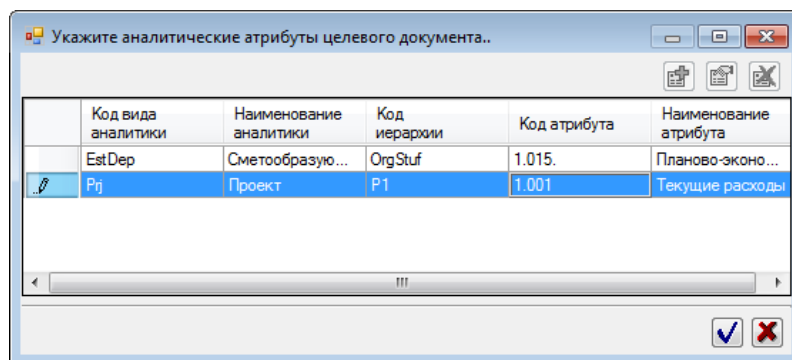 Укажите аналитические атрибуты целевого документа..
Код вида аналитики Наименование аналитики Код иерархии Код атрибута Наименование атрибута
EstDep Сметообразую... OrgStuf 1.015. Планово-эконо...
Prj Проект P1 1.001 Текущие расходы